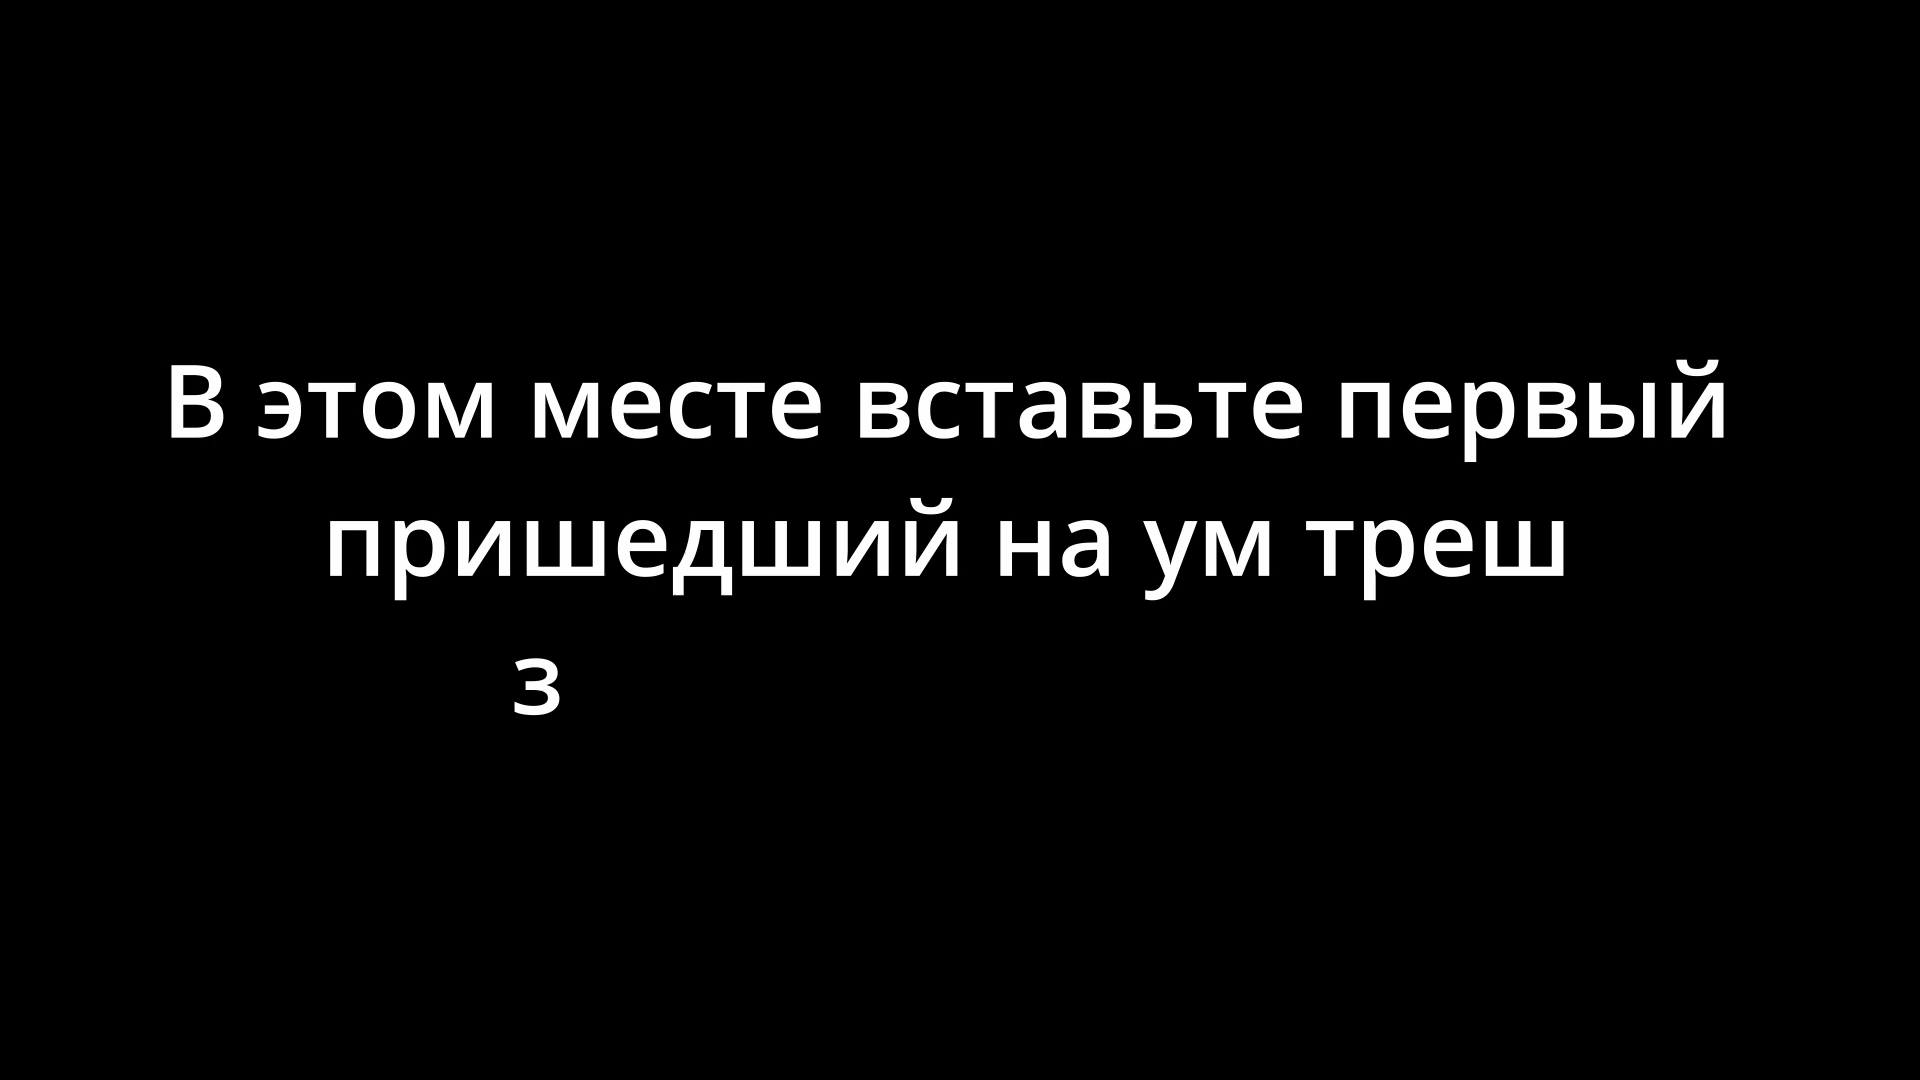 В этом месте вставьте первый
пришедший на ум треш
з